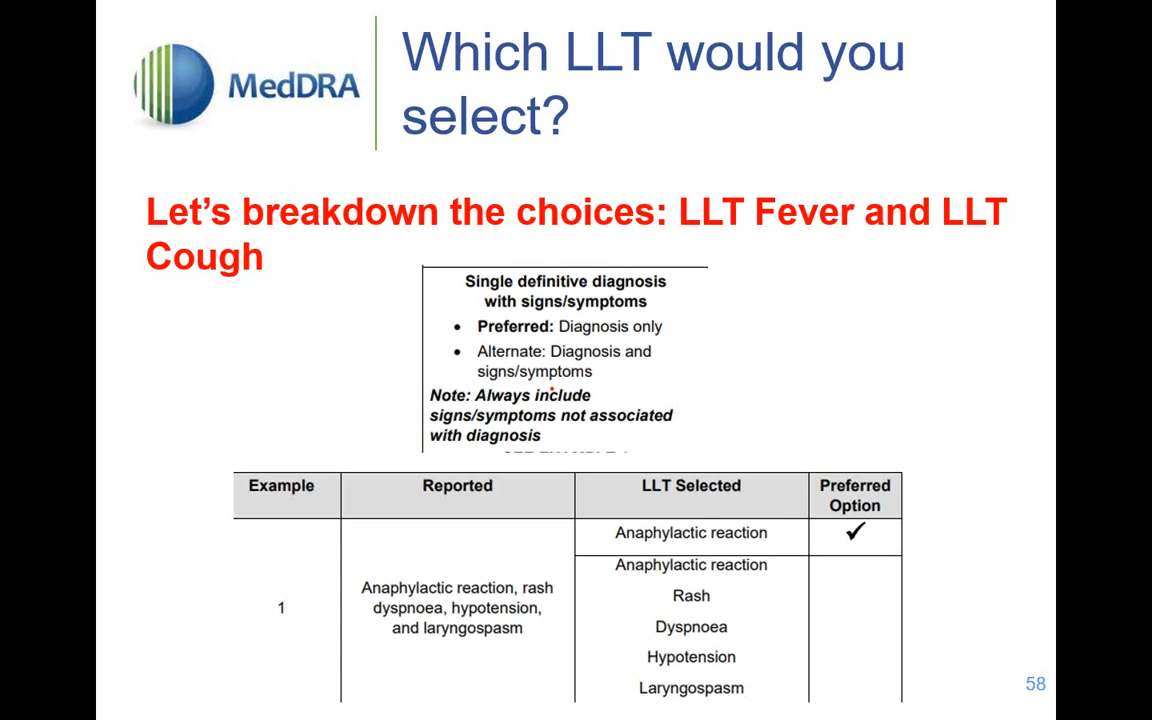 MedDRA
Which LLT would you
select?
Let's breakdown the choices: LLT Fever and LLT
Cough
Single definitive diagnosis
with signs/symptoms
• Preferred: Diagnosis only
• Alternate: Diagnosis and
signs/symptoms
Note: Always include
signs/symptoms not associated
with diagnosis
Example
Reported
LLT Selected
Preferred
Option
1
Anaphylactic reaction, rash
dyspnoea, hypotension,
and laryngospasm
Anaphylactic reaction
✓
Anaphylactic reaction
Rash
Dyspnoea
Hypotension
Laryngospasm
58